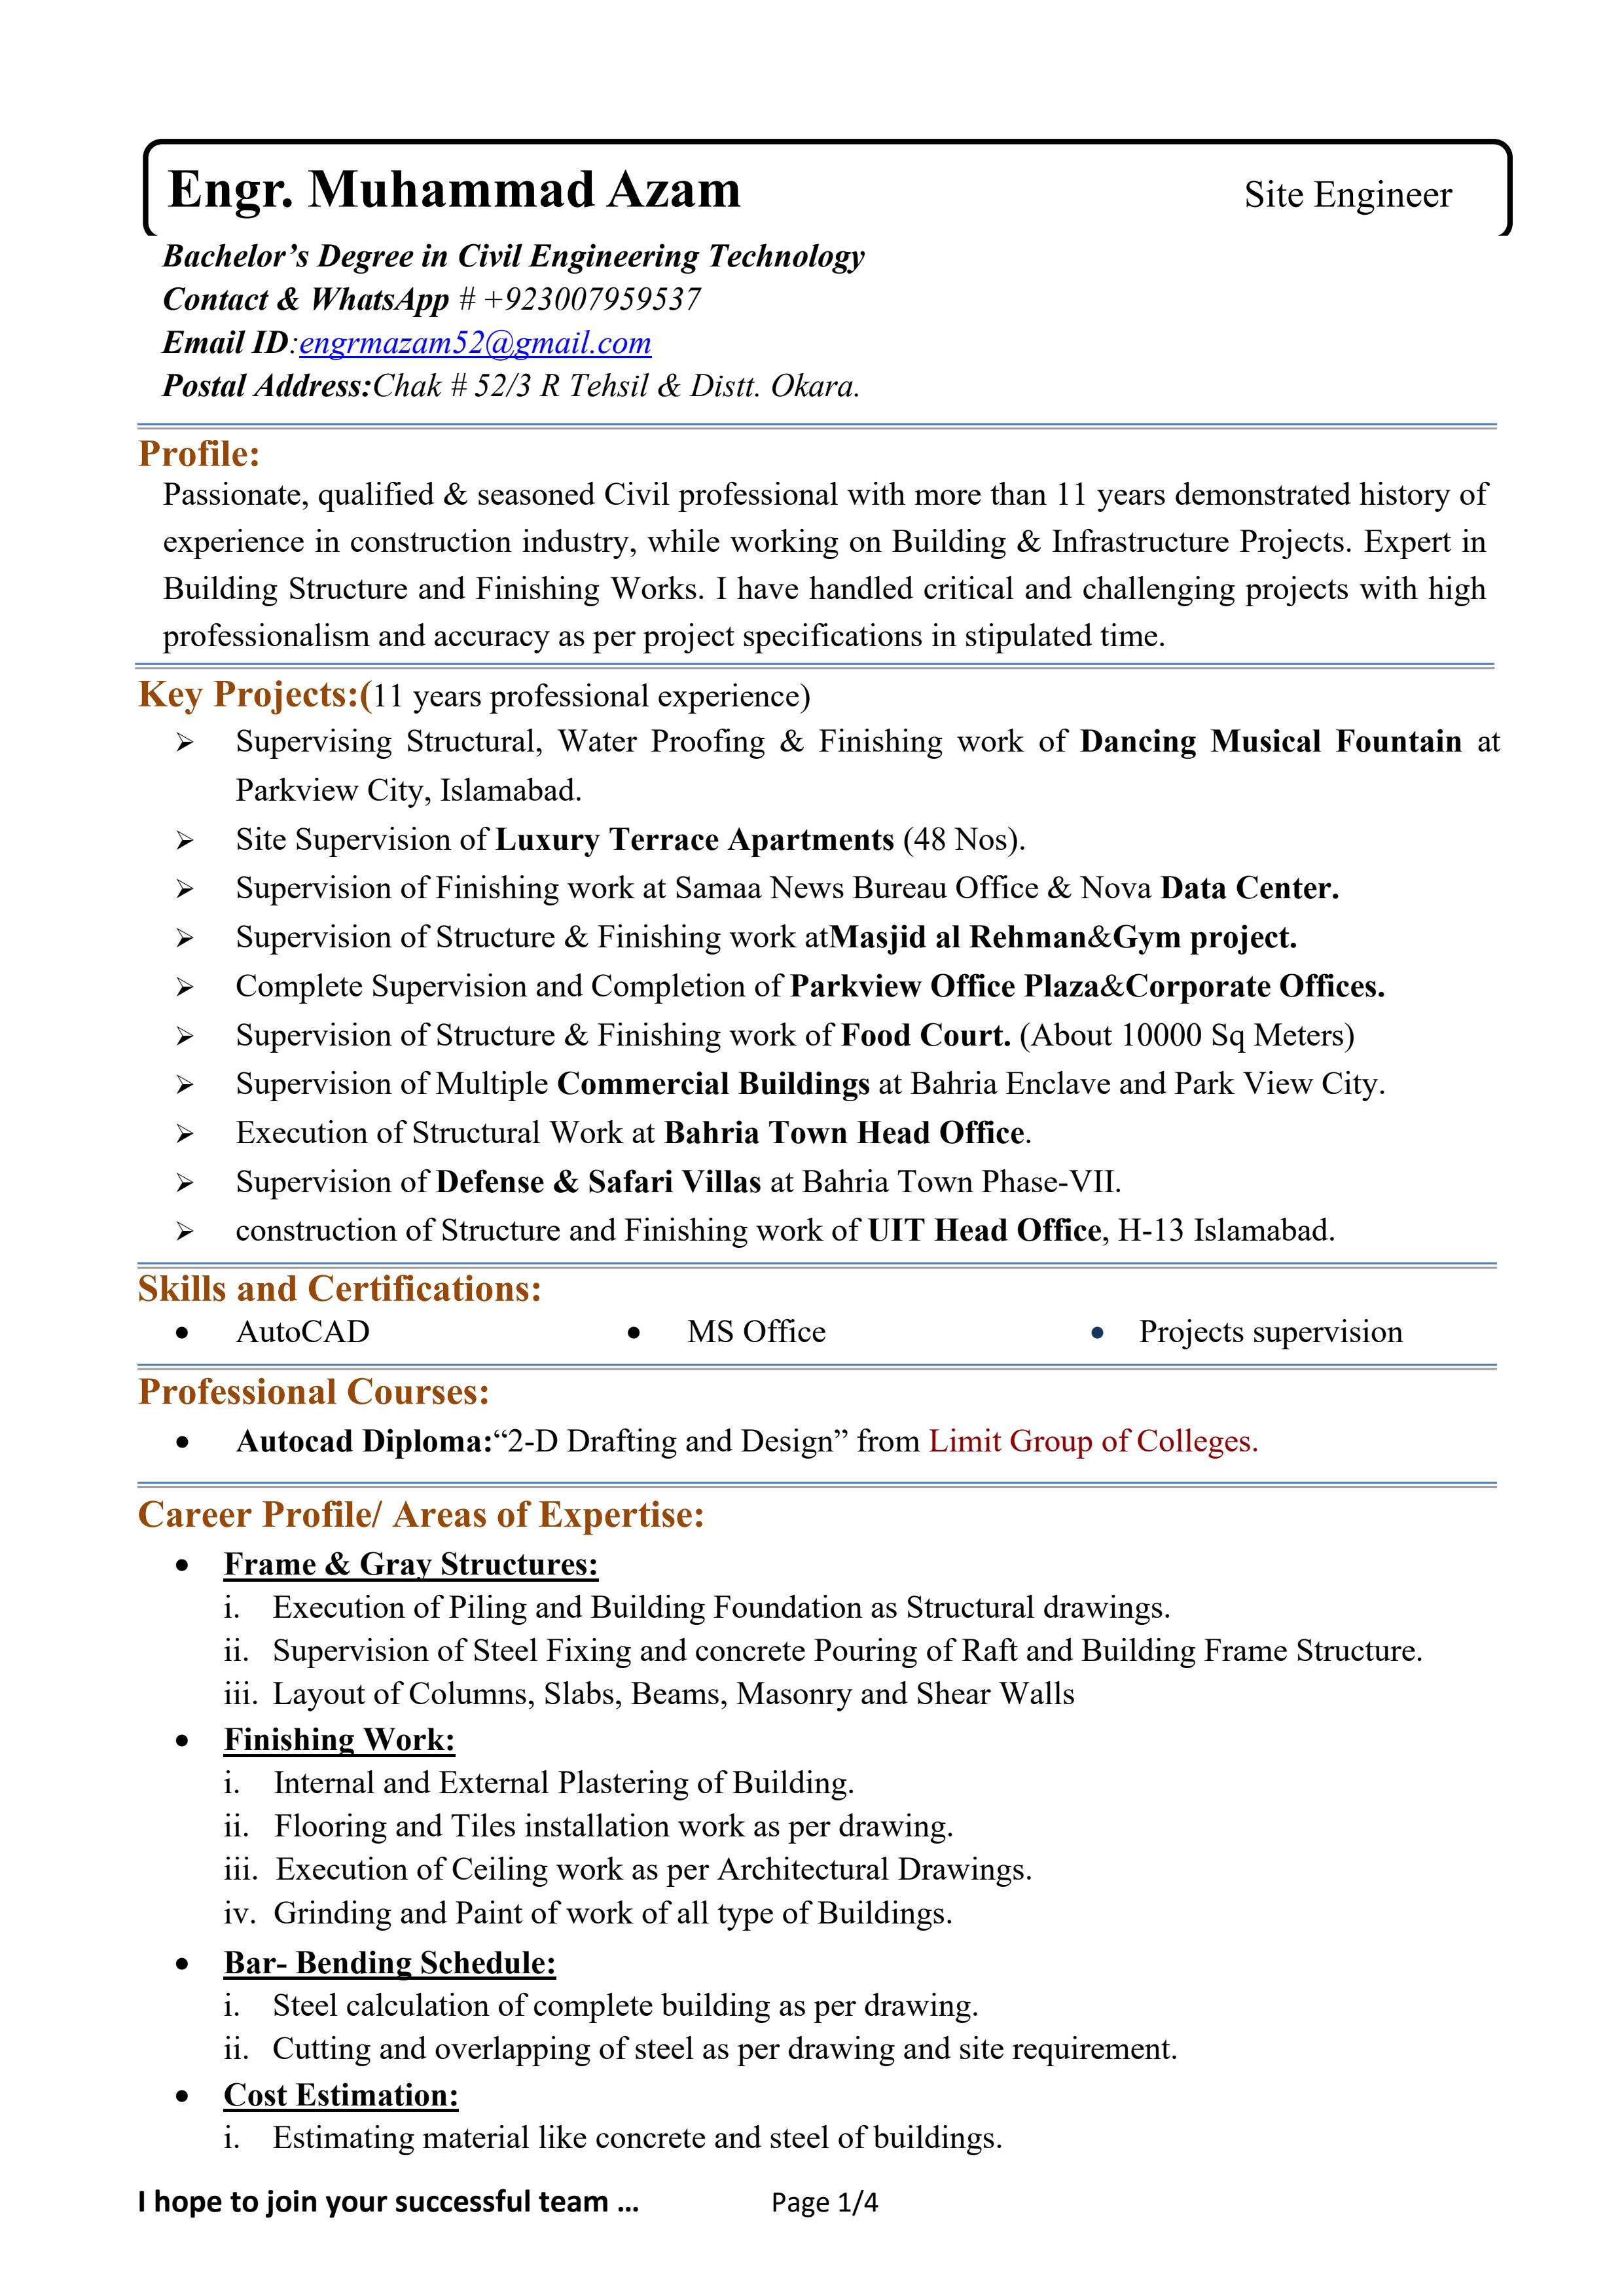 Engr. Muhammad Azam Site Engineer
Bachelor’s Degree in Civil Engineering Technology
Contact & WhatsApp # +923007959537
Email ID:engrmazam52@gmail.com
Postal Address:Chak # 52/3 R Tehsil & Distt. Okara.
Profile:
Passionate, qualified & seasoned Civil professional with more than 11 years demonstrated history of
experience in construction industry, while working on Building & Infrastructure Projects. Expert in
Building Structure and Finishing Works. I have handled critical and challenging projects with high
professionalism and accuracy as per project specifications in stipulated time.
Key Projects:(11 years professional experience)
➢ Supervising Structural, Water Proofing & Finishing work of Dancing Musical Fountain at
Parkview City, Islamabad.
➢ Site Supervision of Luxury Terrace Apartments (48 Nos).
➢ Supervision of Finishing work at Samaa News Bureau Office & Nova Data Center.
➢ Supervision of Structure & Finishing work atMasjid al Rehman&Gym project.
➢ Complete Supervision and Completion of Parkview Office Plaza&Corporate Offices.
➢ Supervision of Structure & Finishing work of Food Court. (About 10000 Sq Meters)
➢ Supervision of Multiple Commercial Buildings at Bahria Enclave and Park View City.
➢ Execution of Structural Work at Bahria Town Head Office.
➢ Supervision of Defense & Safari Villas at Bahria Town Phase-VII.
➢ construction of Structure and Finishing work of UIT Head Office, H-13 Islamabad.
Skills and Certifications:
• AutoCAD • MS Office • Projects supervision
Professional Courses:
• Autocad Diploma:“2-D Drafting and Design” from Limit Group of Colleges.
Career Profile/ Areas of Expertise:
• Frame & Gray Structures:
i. Execution of Piling and Building Foundation as Structural drawings.
ii. Supervision of Steel Fixing and concrete Pouring of Raft and Building Frame Structure.
iii. Layout of Columns, Slabs, Beams, Masonry and Shear Walls
• Finishing Work:
i. Internal and External Plastering of Building.
ii. Flooring and Tiles installation work as per drawing.
iii. Execution of Ceiling work as per Architectural Drawings.
iv. Grinding and Paint of work of all type of Buildings.
• Bar- Bending Schedule:
i. Steel calculation of complete building as per drawing.
ii. Cutting and overlapping of steel as per drawing and site requirement.
• Cost Estimation:
i. Estimating material like concrete and steel of buildings.
I hope to join your successful team ... Page 1/4